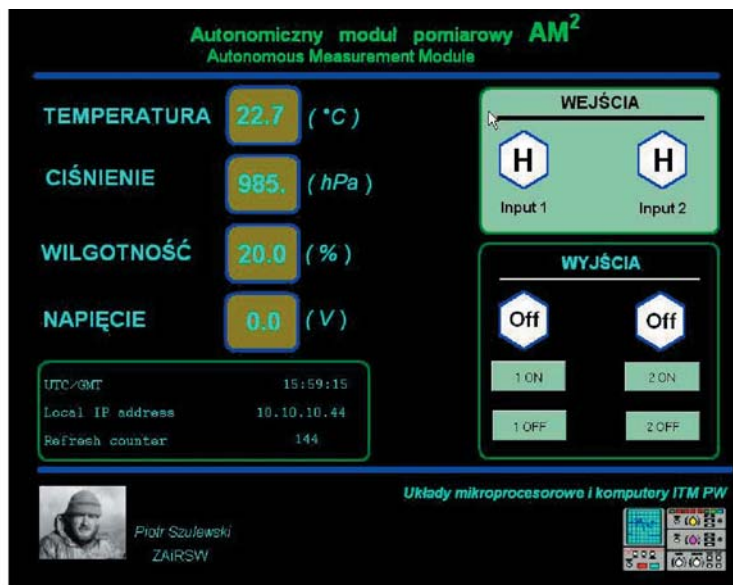 Autonomiczny moduł pomiarowy AM²
Autonomous Measurement Module
TEMPERATURA 22.7 (°C)
CIŚNIENIE 985. (hPa)
WILGOTNOŚĆ 20.0 (%)
NAPIĘCIE 0.0 (V)
UTC/GMT 15:59:15
Local IP address 10.10.10.44
Refresh counter 144
WEJŚCIA
H H
Input 1 Input 2
WYJŚCIA
Off Off
1 ON 2 ON
1 OFF 2 OFF
Układy mikroprocesorowe i komputery ITM PW
Piotr Szulewski
ZAiRSW